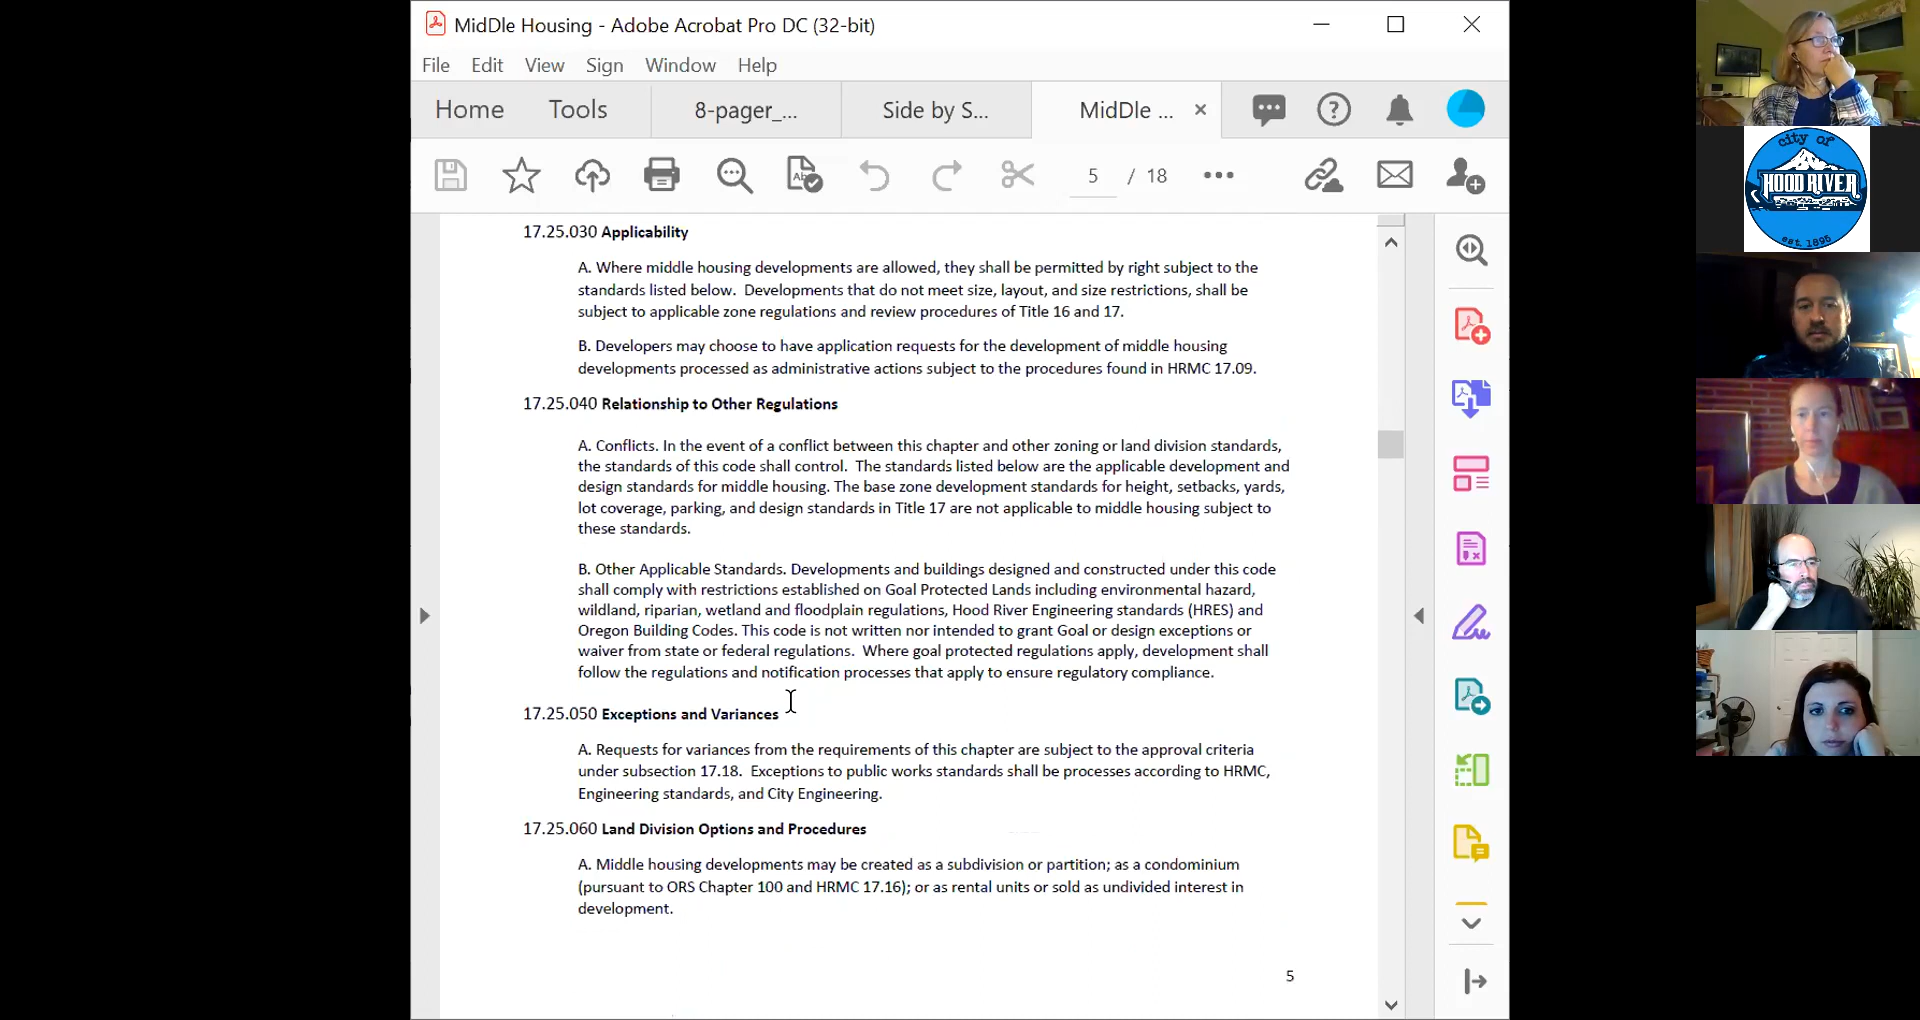 MidDle Housing - Adobe Acrobat Pro DC (32-bit)
File Edit View Sign Window Help
Home Tools 8-pager_... Side by S... MidDle ...
5 / 18
17.25.030 Applicability
A. Where middle housing developments are allowed, they shall be permitted by right subject to the
standards listed below. Developments that do not meet size, layout, and size restrictions, shall be
subject to applicable zone regulations and review procedures of Title 16 and 17.
B. Developers may choose to have application requests for the development of middle housing
developments processed as administrative actions subject to the procedures found in HRMC 17.09.
17.25.040 Relationship to Other Regulations
A. Conflicts. In the event of a conflict between this chapter and other zoning or land division standards,
the standards of this code shall control. The standards listed below are the applicable development and
design standards for middle housing. The base zone development standards for height, setbacks, yards,
lot coverage, parking, and design standards in Title 17 are not applicable to middle housing subject to
these standards.
B. Other Applicable Standards. Developments and buildings designed and constructed under this code
shall comply with restrictions established on Goal Protected Lands including environmental hazard,
wildland, riparian, wetland and floodplain regulations, Hood River Engineering standards (HRES) and
Oregon Building Codes. This code is not written nor intended to grant Goal or design exceptions or
waiver from state or federal regulations. Where goal protected regulations apply, development shall
follow the regulations and notification processes that apply to ensure regulatory compliance.
17.25.050 Exceptions and Variances
A. Requests for variances from the requirements of this chapter are subject to the approval criteria
under subsection 17.18. Exceptions to public works standards shall be processes according to HRMC,
Engineering standards, and City Engineering.
17.25.060 Land Division Options and Procedures
A. Middle housing developments may be created as a subdivision or partition; as a condominium
(pursuant to ORS Chapter 100 and HRMC 17.16); or as rental units or sold as undivided interest in
development.
5
city of
HOOD RIVER
est. 1895